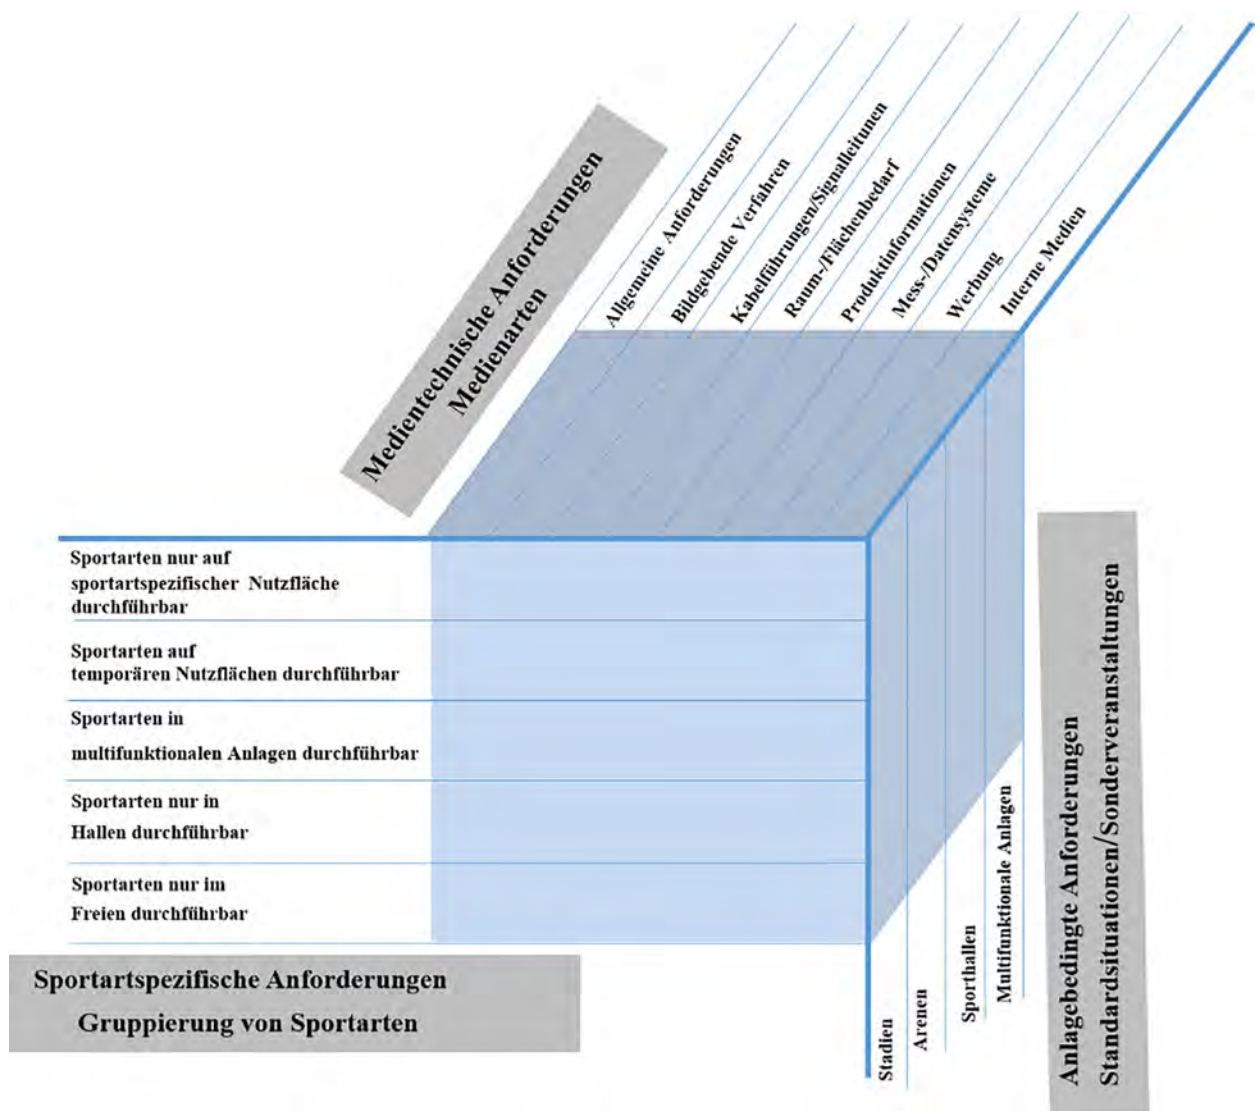 Medientechnische Anforderungen
Medienarten
Allgemeine Anforderungen
Bildgebende Verfahren
Kabelführungen/Signalleitunen
Raum-/Flächenbedarf
Produktinformationen
Mess-/Datensysteme
Werbung
Interne Medien
Sportarten nur auf
sportartspezifischer Nutzfläche
durchführbar
Sportarten auf
temporären Nutzflächen durchführbar
Sportarten in
multifunktionalen Anlagen durchführbar
Sportarten nur in
Hallen durchführbar
Sportarten nur im
Freien durchführbar
Sportartspezifische Anforderungen
Gruppierung von Sportarten
Stadien
Arenen
Sporthallen
Multifunktionale Anlagen
Anlagebedingte Anforderungen
Standardsituationen/Sonderveranstaltungen